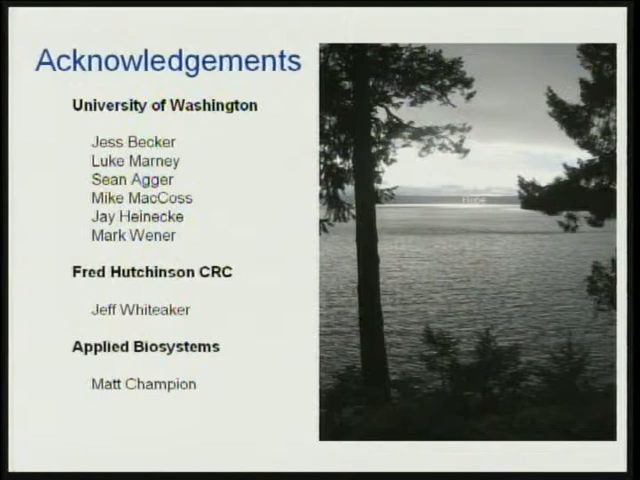 Acknowledgements
University of Washington
Jess Becker
Luke Marney
Sean Agger
Mike MacCoss
Jay Heinecke
Mark Wener
Fred Hutchinson CRC
Jeff Whiteaker
Applied Biosystems
Matt Champion